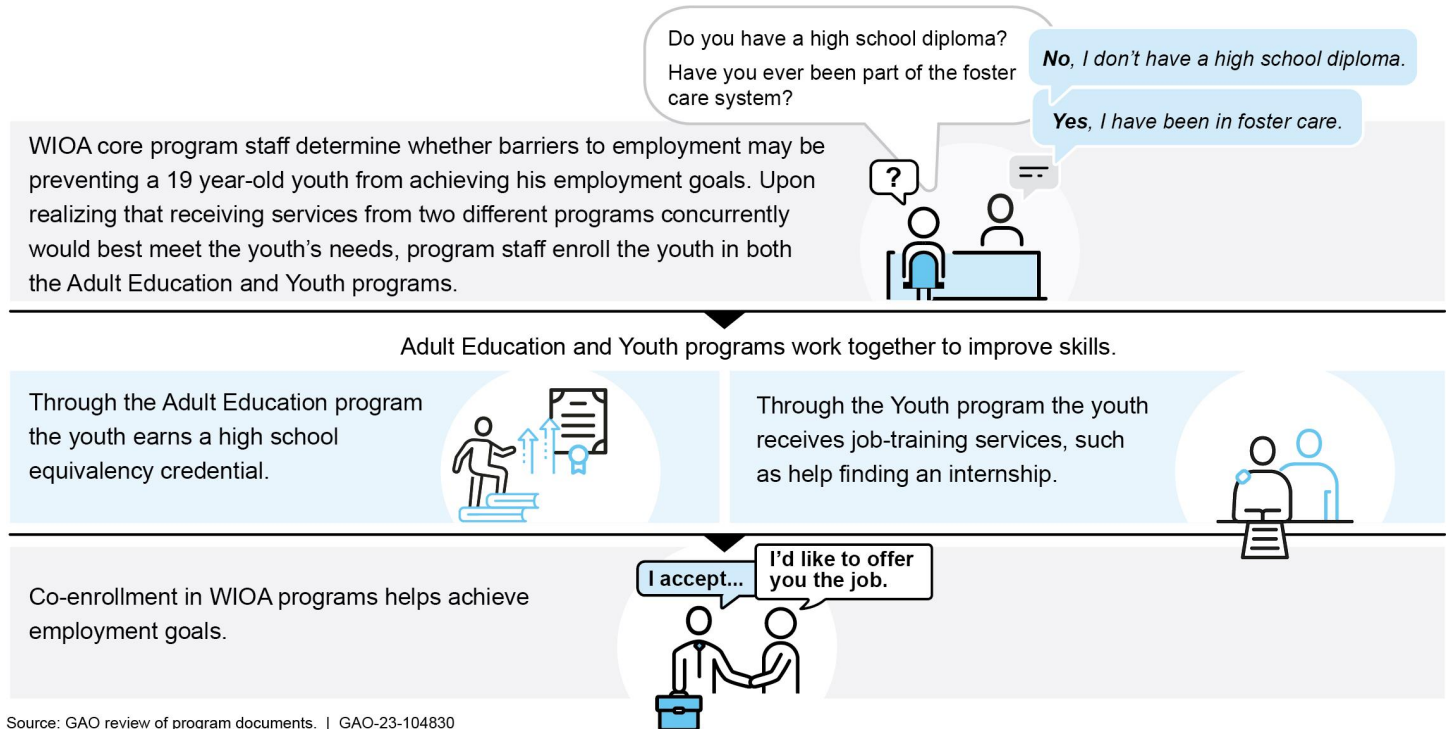 Do you have a high school diploma?
Have you ever been part of the foster
care system?
No, I don’t have a high school diploma.
Yes, I have been in foster care.
WIOA core program staff determine whether barriers to employment may be
preventing a 19 year-old youth from achieving his employment goals. Upon
realizing that receiving services from two different programs concurrently
would best meet the youth’s needs, program staff enroll the youth in both
the Adult Education and Youth programs.
?
Adult Education and Youth programs work together to improve skills.
Through the Adult Education program
the youth earns a high school
equivalency credential.
Through the Youth program the youth
receives job-training services, such
as help finding an internship.
Co-enrollment in WIOA programs helps achieve
employment goals.
I accept...
I’d like to offer
you the job.
Source: GAO review of program documents. | GAO-23-104830